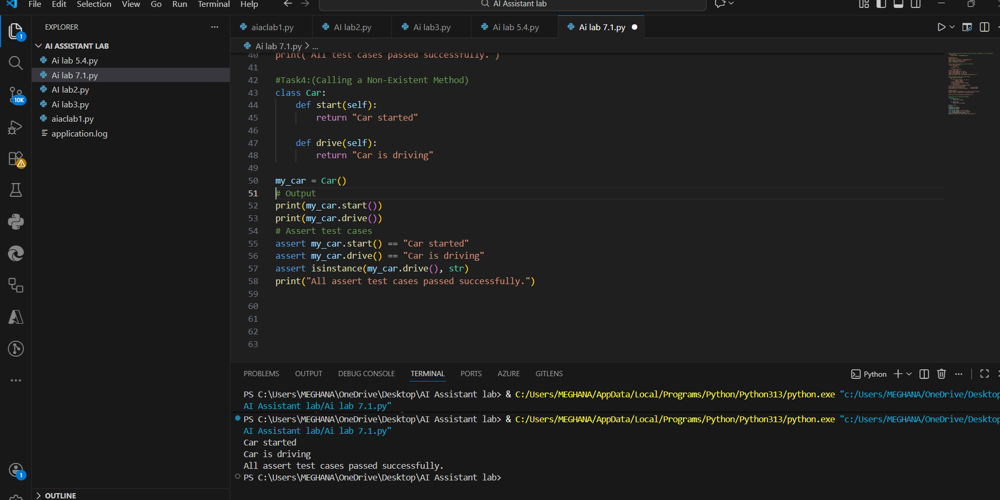 File Edit Selection View Go Run Terminal Help
AI Assistant lab
EXPLORER
1
AI ASSISTANT LAB
Ai lab 5.4.py
Ai lab 7.1.py
AI lab2.py
Ai lab3.py
aiaclab1.py
application.log
10K
1
OUTLINE
aiaclab1.py AI lab2.py Ai lab3.py Ai lab 5.4.py Ai lab 7.1.py
Ai lab 7.1.py > ...
40 print( All test cases passed successfully. )
41
42 #Task4:(Calling a Non-Existent Method)
43 class Car:
44 def start(self):
45 return "Car started"
46
47 def drive(self):
48 return "Car is driving"
49
50 my_car = Car()
51 # Output
52 print(my_car.start())
53 print(my_car.drive())
54 # Assert test cases
55 assert my_car.start() == "Car started"
56 assert my_car.drive() == "Car is driving"
57 assert isinstance(my_car.drive(), str)
58 print("All assert test cases passed successfully.")
59
60
61
62
63
PROBLEMS OUTPUT DEBUG CONSOLE TERMINAL PORTS AZURE GITLENS
Python
PS C:\Users\MEGHANA\OneDrive\Desktop\AI Assistant lab> & C:/Users/MEGHANA/AppData/Local/Programs/Python/Python313/python.exe "c:/Users/MEGHANA/OneDrive/Desktop
AI Assistant lab/Ai lab 7.1.py"
PS C:\Users\MEGHANA\OneDrive\Desktop\AI Assistant lab> & C:/Users/MEGHANA/AppData/Local/Programs/Python/Python313/python.exe "c:/Users/MEGHANA/OneDrive/Desktop
AI Assistant lab/Ai lab 7.1.py"
Car started
Car is driving
All assert test cases passed successfully.
PS C:\Users\MEGHANA\OneDrive\Desktop\AI Assistant lab>